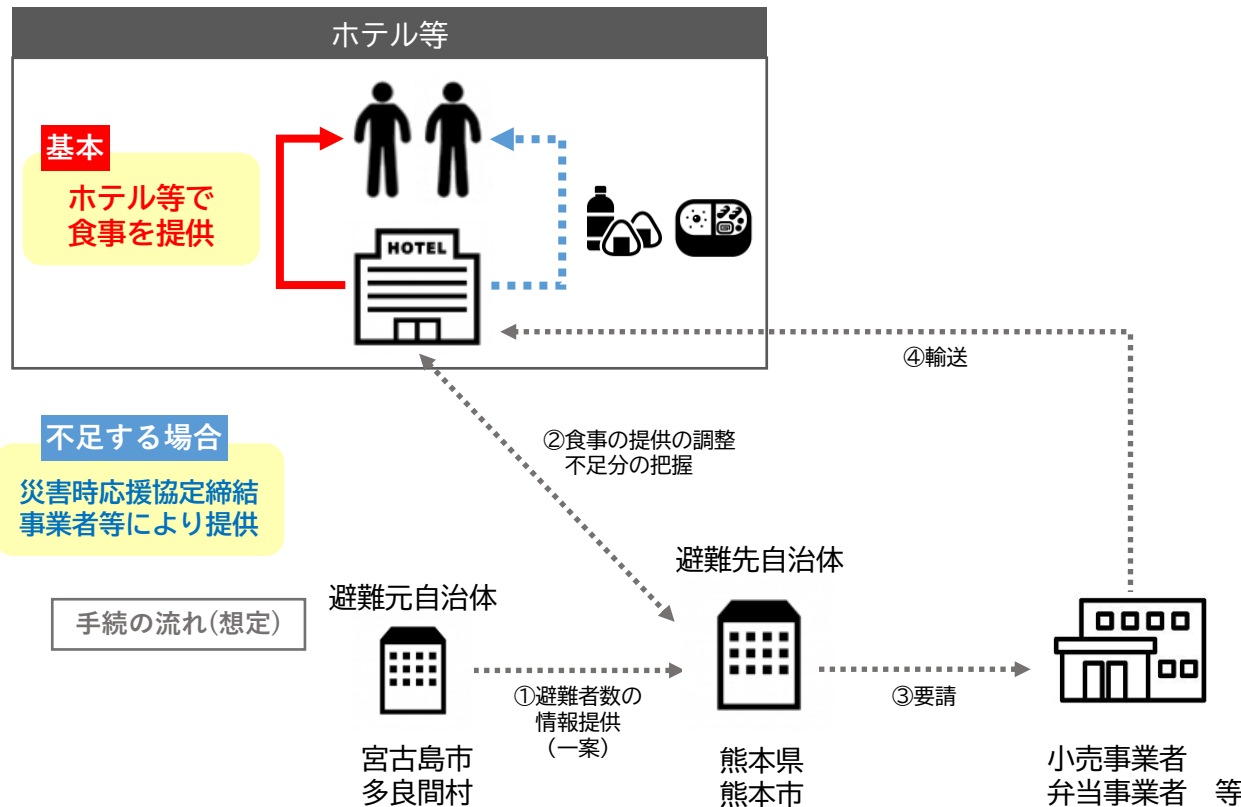 ホテル等
基本
ホテル等で
食事を提供
HOTEL
④輸送
②食事の提供の調整
不足分の把握
不足する場合
災害時応援協定締結
事業者等により提供
手続の流れ(想定)
避難元自治体
避難先自治体
①避難者数の
情報提供
(一案)
③要請
宮古島市
多良間村
熊本県
熊本市
小売事業者
弁当事業者 等